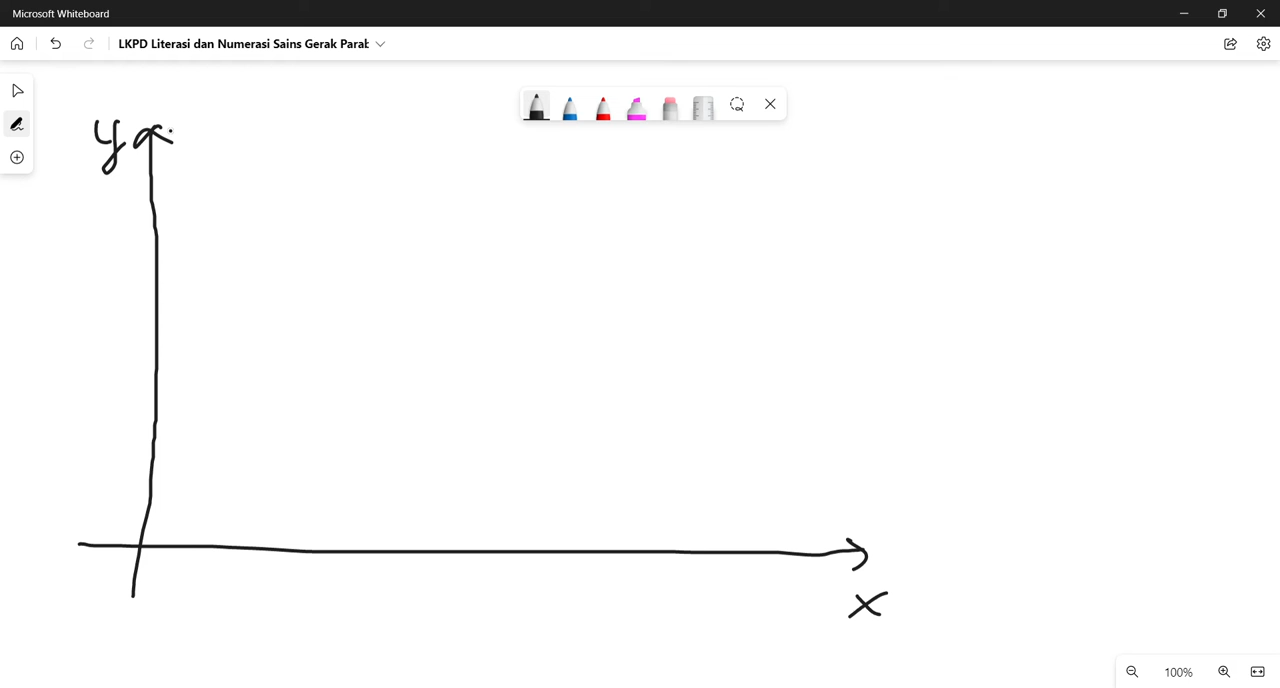 Microsoft Whiteboard
LKPD Literasi dan Numerasi Sains Gerak Parab
y
x
100%